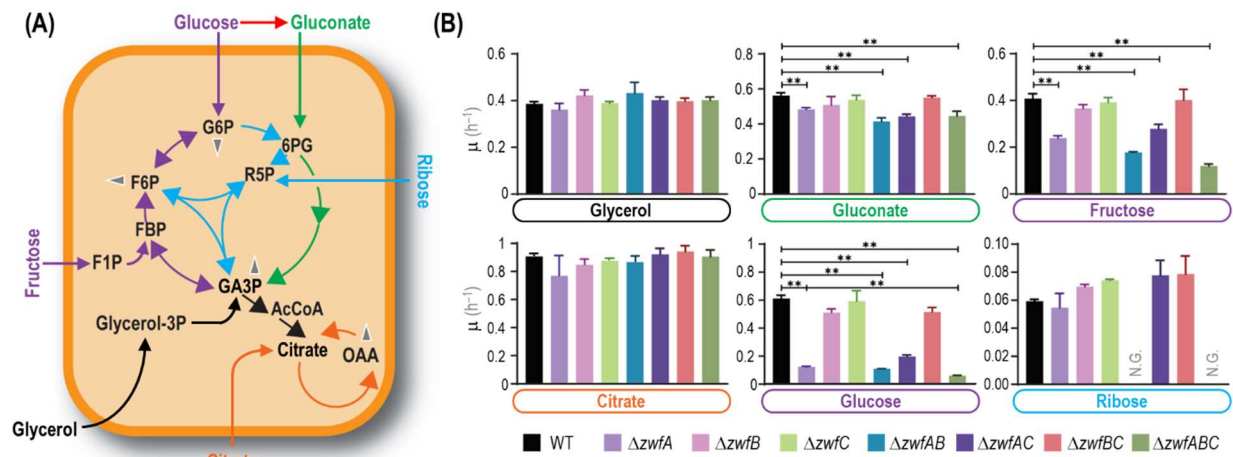 (A)
Glucose
Gluconate
G6P
6PG
R5P
F6P
FBP
F1P
GA3P
AcCoA
Glycerol-3P
Citrate
OAA
Fructose
Ribose
Glycerol
Citrate
(B)
μ (h⁻¹)
0.6
0.4
0.2
0
Glycerol
0.8
0.6
0.4
0.2
0
**
**
**
**
Gluconate
0.6
0.4
0.2
0
**
**
**
**
Fructose
μ (h⁻¹)
1
0.8
0.6
0.4
0.2
0
Citrate
1
0.8
0.6
0.4
0.2
0
**
**
**
**
**
Glucose
0.10
0.08
0.06
0.04
0.02
0.00
N.G.
N.G.
Ribose
WT
ΔzwfA
ΔzwfB
ΔzwfC
ΔzwfAB
ΔzwfAC
ΔzwfBC
ΔzwfABC